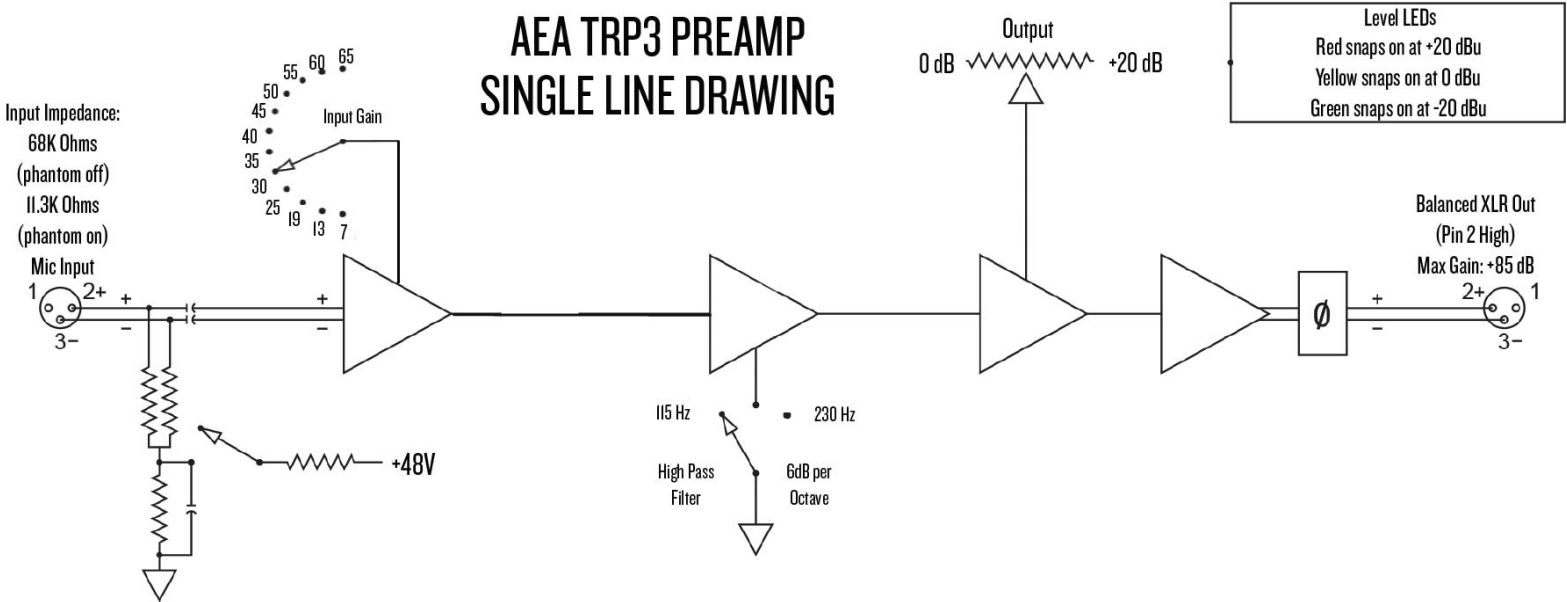 AEA TRP3 PREAMP
SINGLE LINE DRAWING
Input Impedance:
68K Ohms
(phantom off)
11.3K Ohms
(phantom on)
Mic Input
1
2+
3-
+
-
65
60
55
50
45
40
35
30
25
19
13
7
Input Gain
+
-
+48V
115 Hz
230 Hz
High Pass
Filter
6dB per
Octave
Output
0 dB
+20 dB
Level LEDs
Red snaps on at +20 dBu
Yellow snaps on at 0 dBu
Green snaps on at -20 dBu
Ø
Balanced XLR Out
(Pin 2 High)
Max Gain: +85 dB
+
-
2+
1
3-